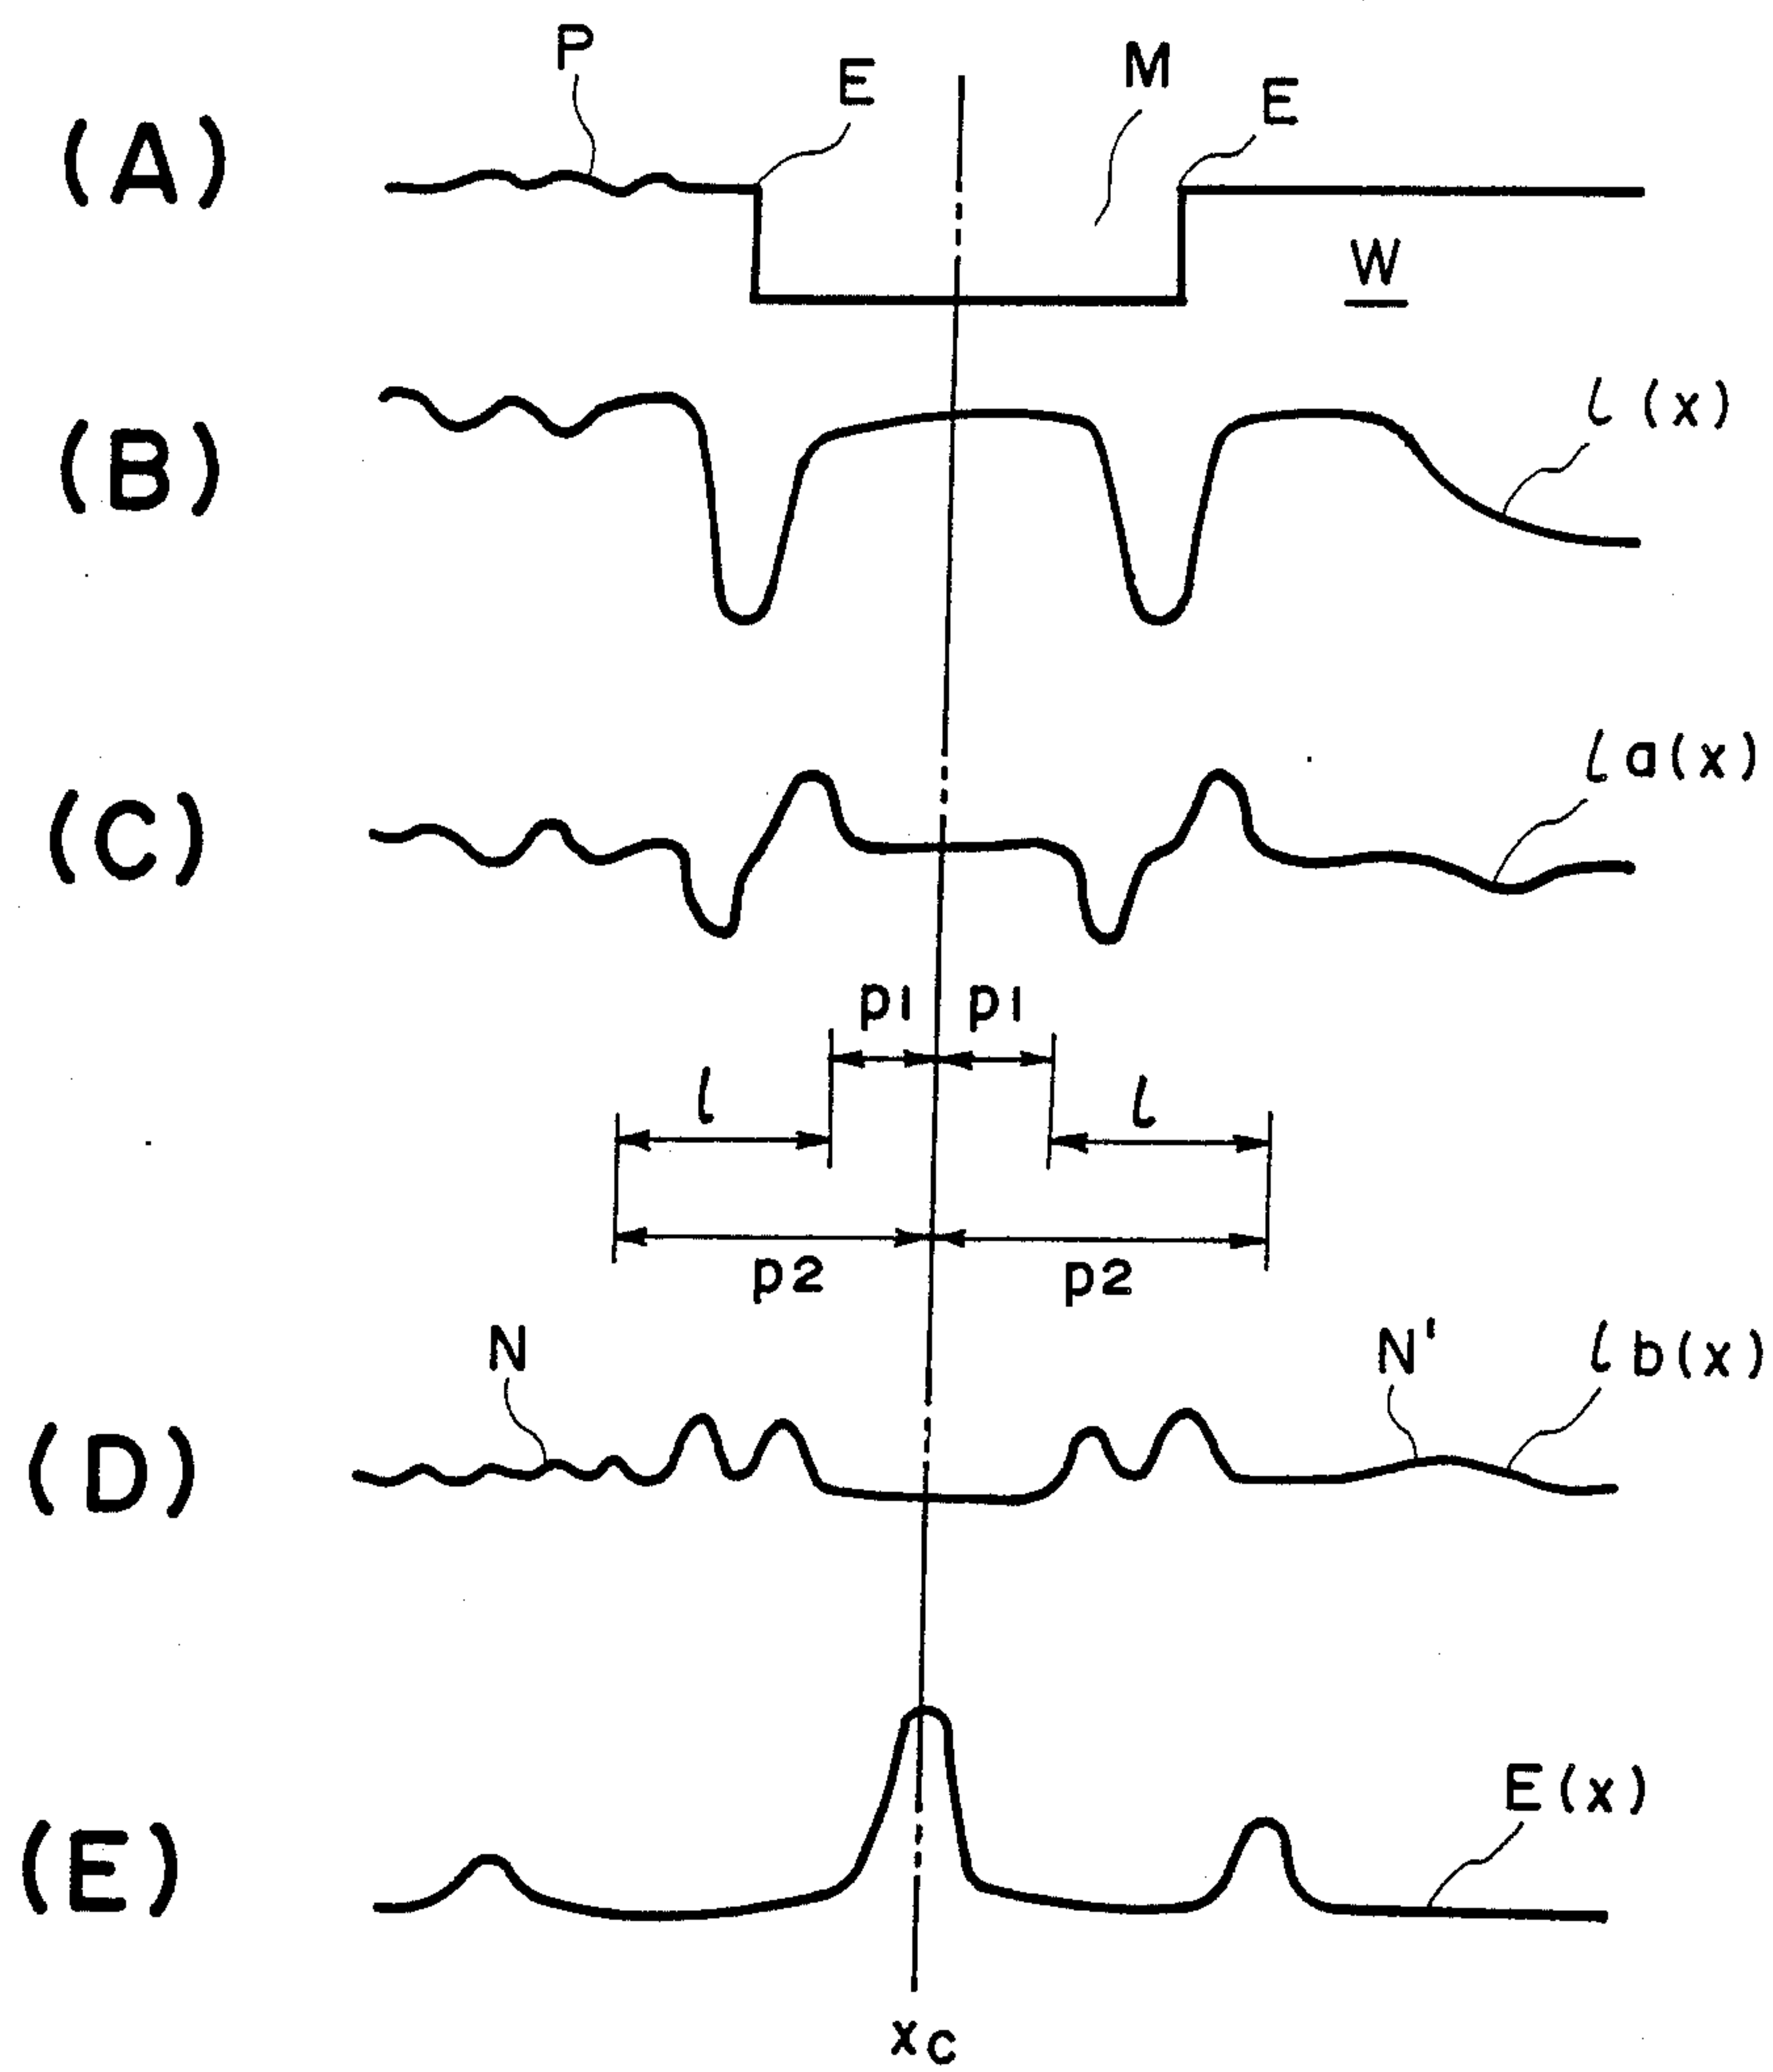 P
E
M
E
(A)
W
(B)
l(x)
(C)
la(x)
p1
p1
l
l
p2
p2
N
N'
lb(x)
(D)
(E)
E(x)
xc